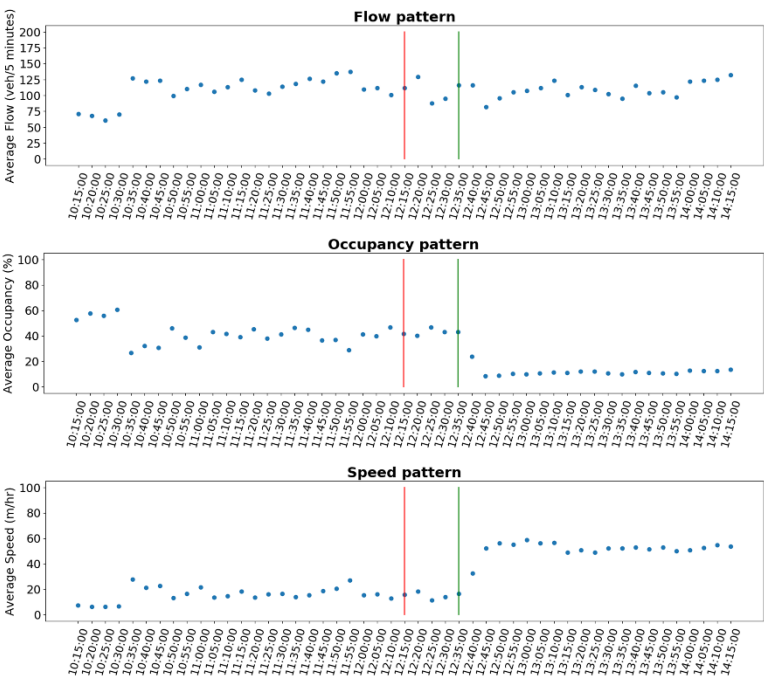 Flow pattern
Average Flow (veh/5 minutes)
200
175
150
125
100
75
50
25
0
10:15:00 10:20:00 10:25:00 10:30:00 10:35:00 10:40:00 10:45:00 10:50:00 10:55:00 11:00:00 11:05:00 11:10:00 11:15:00 11:20:00 11:25:00 11:30:00 11:35:00 11:40:00 11:45:00 11:50:00 11:55:00 12:00:00 12:05:00 12:10:00 12:15:00 12:20:00 12:25:00 12:30:00 12:35:00 12:40:00 12:45:00 12:50:00 12:55:00 13:00:00 13:05:00 13:10:00 13:15:00 13:20:00 13:25:00 13:30:00 13:35:00 13:40:00 13:45:00 13:50:00 13:55:00 14:00:00 14:05:00 14:10:00 14:15:00
Occupancy pattern
Average Occupancy (%)
100
80
60
40
20
0
10:15:00 10:20:00 10:25:00 10:30:00 10:35:00 10:40:00 10:45:00 10:50:00 10:55:00 11:00:00 11:05:00 11:10:00 11:15:00 11:20:00 11:25:00 11:30:00 11:35:00 11:40:00 11:45:00 11:50:00 11:55:00 12:00:00 12:05:00 12:10:00 12:15:00 12:20:00 12:25:00 12:30:00 12:35:00 12:40:00 12:45:00 12:50:00 12:55:00 13:00:00 13:05:00 13:10:00 13:15:00 13:20:00 13:25:00 13:30:00 13:35:00 13:40:00 13:45:00 13:50:00 13:55:00 14:00:00 14:05:00 14:10:00 14:15:00
Speed pattern
Average Speed (m/hr)
100
80
60
40
20
0
10:15:00 10:20:00 10:25:00 10:30:00 10:35:00 10:40:00 10:45:00 10:50:00 10:55:00 11:00:00 11:05:00 11:10:00 11:15:00 11:20:00 11:25:00 11:30:00 11:35:00 11:40:00 11:45:00 11:50:00 11:55:00 12:00:00 12:05:00 12:10:00 12:15:00 12:20:00 12:25:00 12:30:00 12:35:00 12:40:00 12:45:00 12:50:00 12:55:00 13:00:00 13:05:00 13:10:00 13:15:00 13:20:00 13:25:00 13:30:00 13:35:00 13:40:00 13:45:00 13:50:00 13:55:00 14:00:00 14:05:00 14:10:00 14:15:00